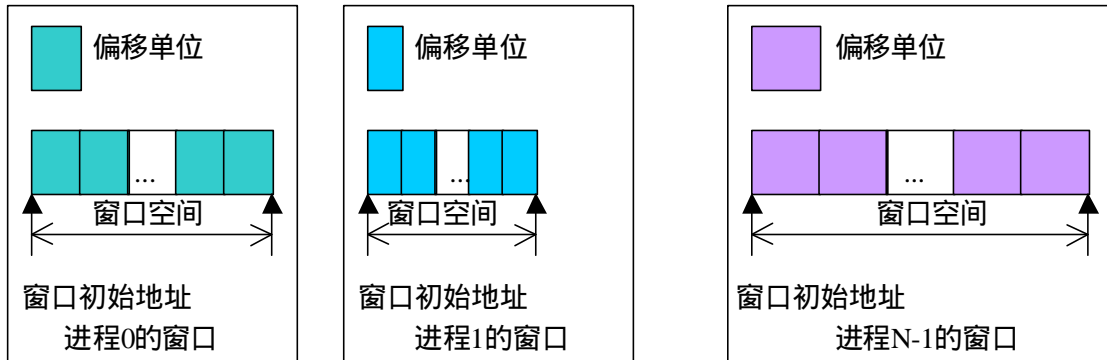 偏移单位
...
窗口空间
窗口初始地址
进程0的窗口
偏移单位
...
窗口空间
窗口初始地址
进程1的窗口
偏移单位
...
窗口空间
窗口初始地址
进程N-1的窗口